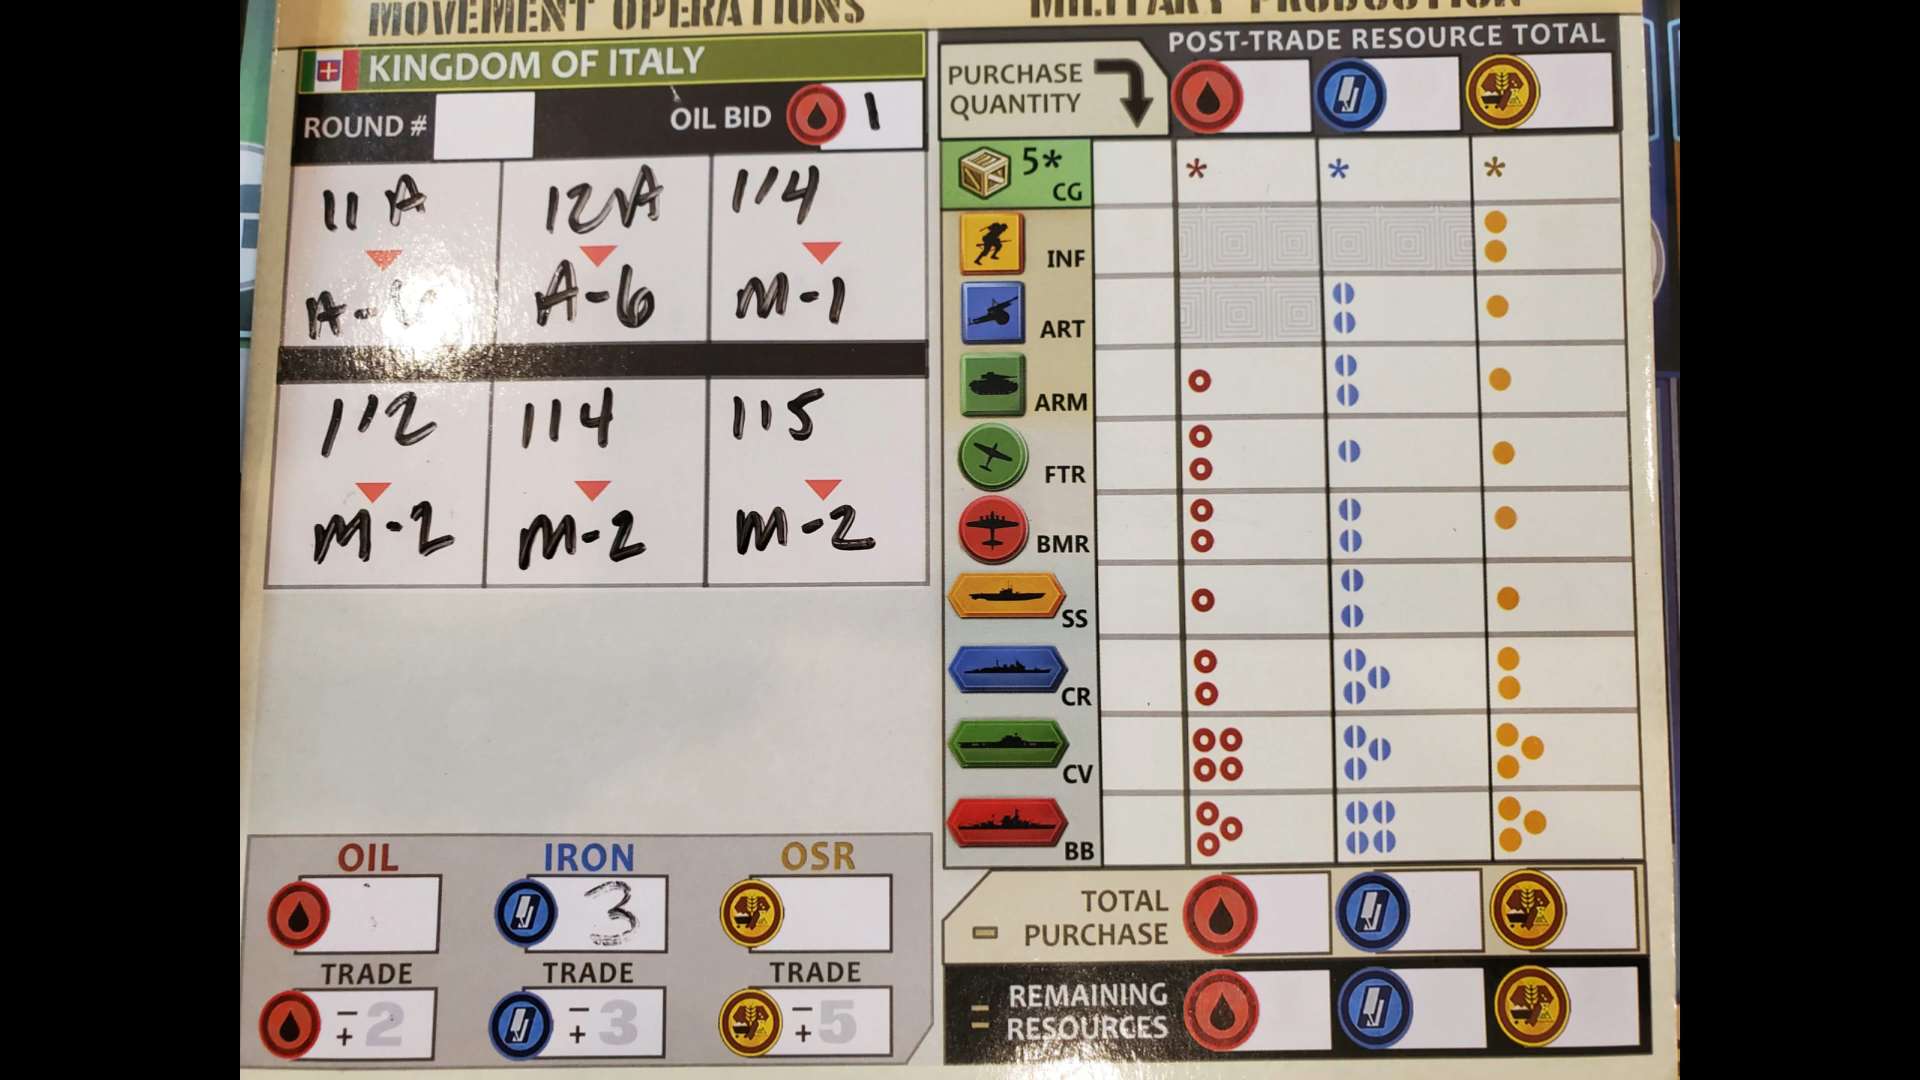 MOVEMENT OPERATIONS
MILITARY PRODUCTION
KINGDOM OF ITALY
ROUND #
OIL BID 1
11A 12A 114
A-6 M-1
112 114 115
M-2 M-2 M-2
OIL IRON OSR
3
TRADE TRADE TRADE
− + 2 − + 3 − + 5
POST-TRADE RESOURCE TOTAL
PURCHASE
QUANTITY
5* * * *
CG
INF
ART
ARM
FTR
BMR
SS
CR
CV
BB
TOTAL
− PURCHASE
REMAINING
= RESOURCES